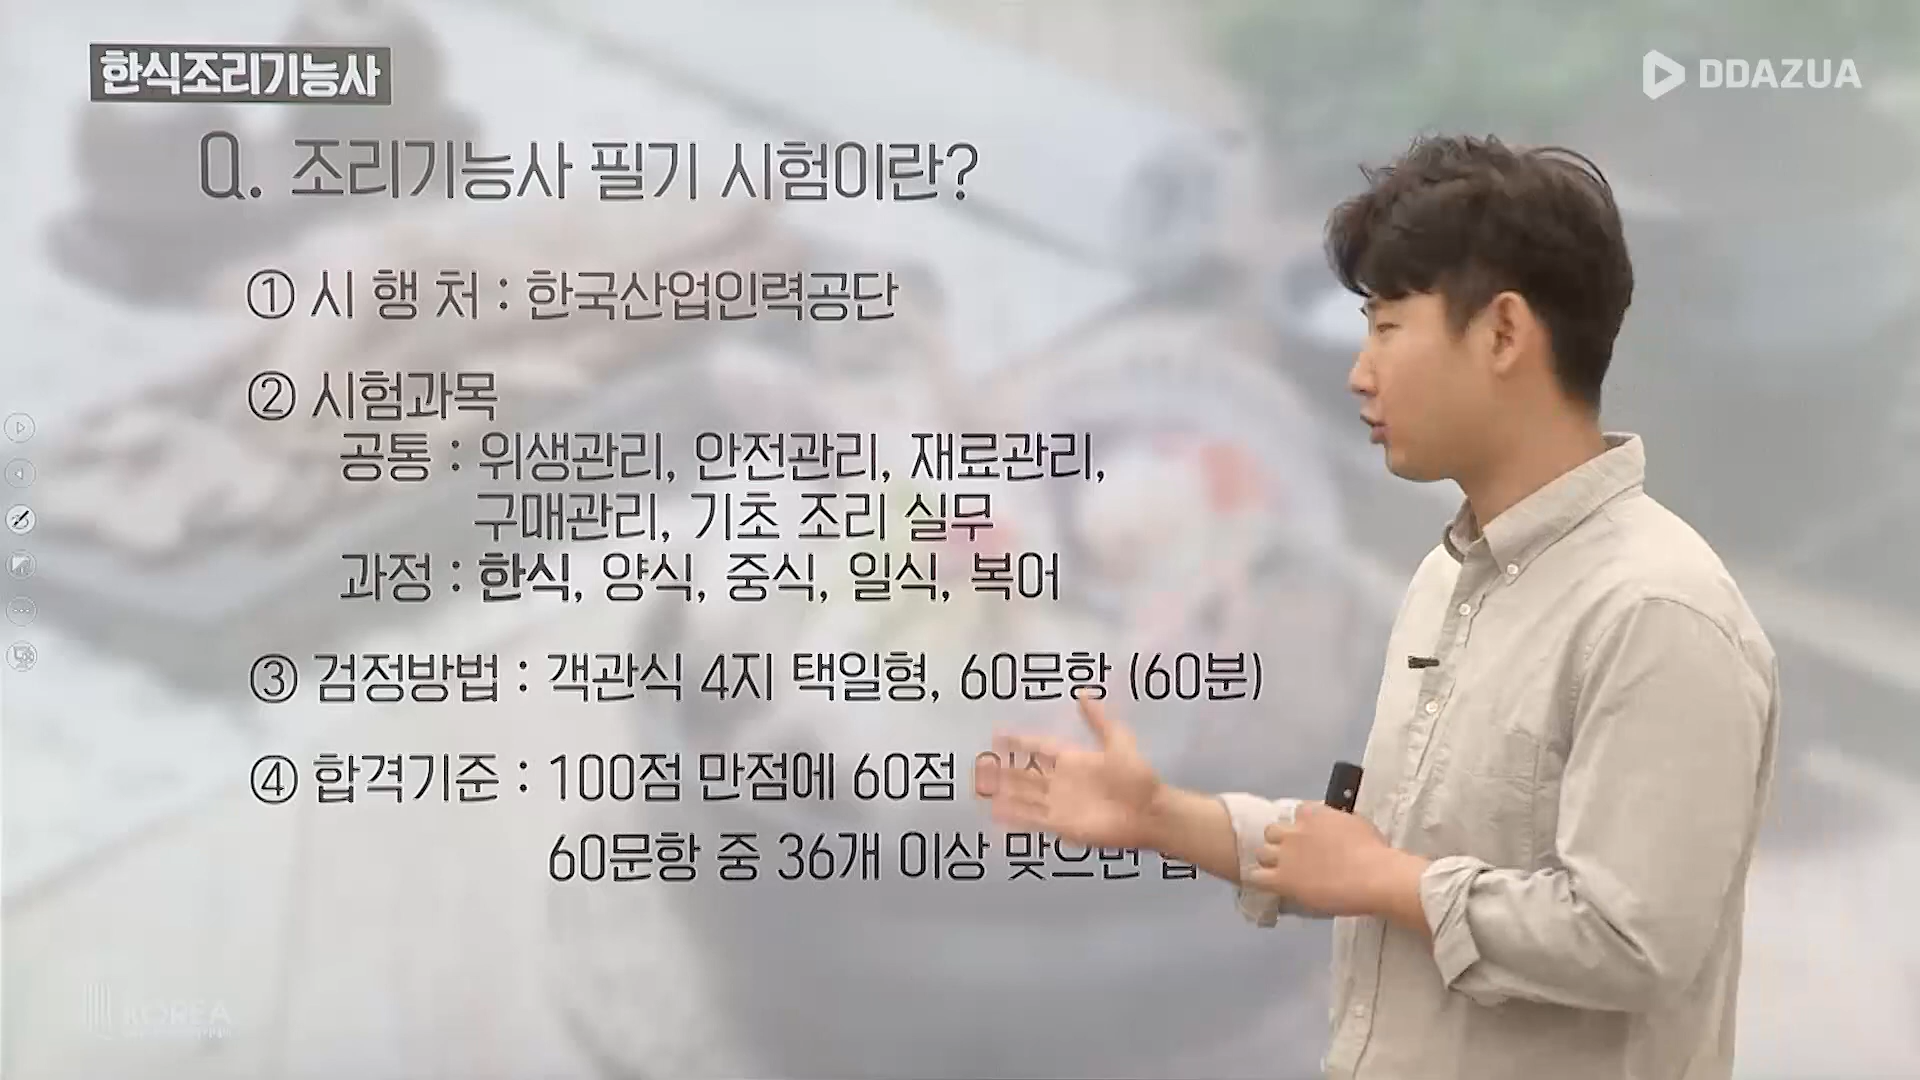 한식조리기능사
DDAZUA
Q. 조리기능사 필기 시험이란?
① 시 행 처 : 한국산업인력공단
② 시험과목
공통 : 위생관리, 안전관리, 재료관리,
구매관리, 기초 조리 실무
과정 : 한식, 양식, 중식, 일식, 복어
③ 검정방법 : 객관식 4지 택일형, 60문항 (60분)
④ 합격기준 : 100점 만점에 60점
60문항 중 36개 이상 맞으면
KOREA